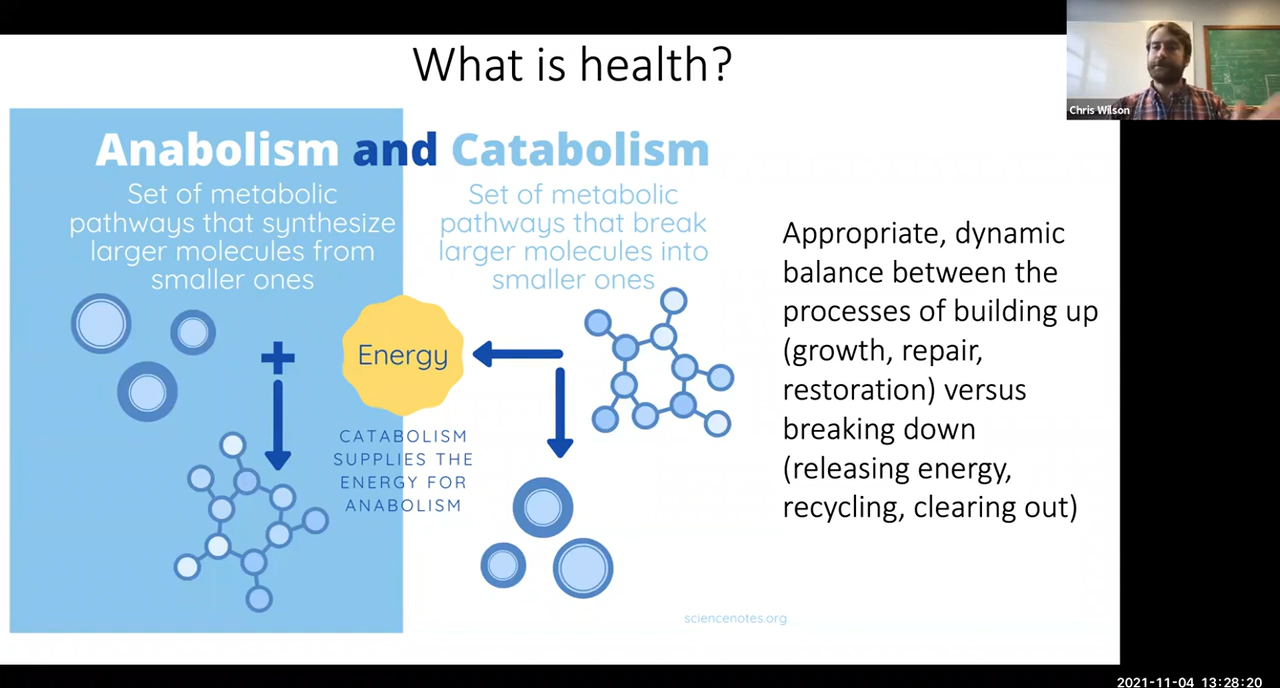 What is health?
Chris Wilson
Anabolism and Catabolism
Set of metabolic
pathways that synthesize
larger molecules from
smaller ones
Set of metabolic
pathways that break
larger molecules into
smaller ones
Energy
CATABOLISM
SUPPLIES THE
ENERGY FOR
ANABOLISM
sciencenotes.org
Appropriate, dynamic
balance between the
processes of building up
(growth, repair,
restoration) versus
breaking down
(releasing energy,
recycling, clearing out)
2021-11-04 13:28:20